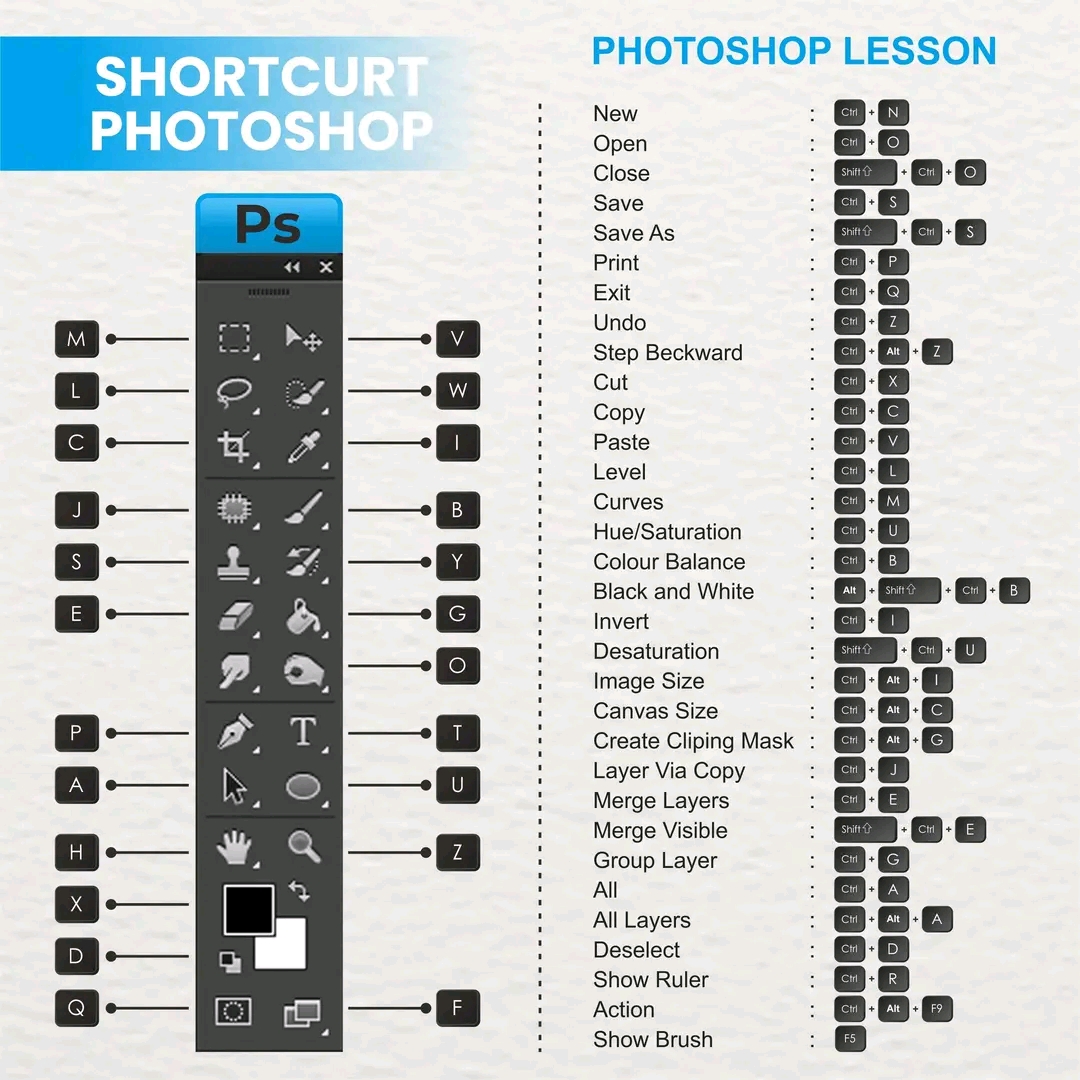 SHORTCURT
PHOTOSHOP
Ps
M
V
L
W
C
I
J
B
S
Y
E
G
O
P
T
A
U
H
Z
X
D
Q
F
T
PHOTOSHOP LESSON
New : Ctrl + N
Open : Ctrl + O
Close : Shift⇧ + Ctrl + O
Save : Ctrl + S
Save As : Shift⇧ + Ctrl + S
Print : Ctrl + P
Exit : Ctrl + Q
Undo : Ctrl + Z
Step Beckward : Ctrl + Alt + Z
Cut : Ctrl + X
Copy : Ctrl + C
Paste : Ctrl + V
Level : Ctrl + L
Curves : Ctrl + M
Hue/Saturation : Ctrl + U
Colour Balance : Ctrl + B
Black and White : Alt + Shift⇧ + Ctrl + B
Invert : Ctrl + I
Desaturation : Shift⇧ + Ctrl + U
Image Size : Ctrl + Alt + I
Canvas Size : Ctrl + Alt + C
Create Cliping Mask : Ctrl + Alt + G
Layer Via Copy : Ctrl + J
Merge Layers : Ctrl + E
Merge Visible : Shift⇧ + Ctrl + E
Group Layer : Ctrl + G
All : Ctrl + A
All Layers : Ctrl + Alt + A
Deselect : Ctrl + D
Show Ruler : Ctrl + R
Action : Ctrl + Alt + F9
Show Brush : F5